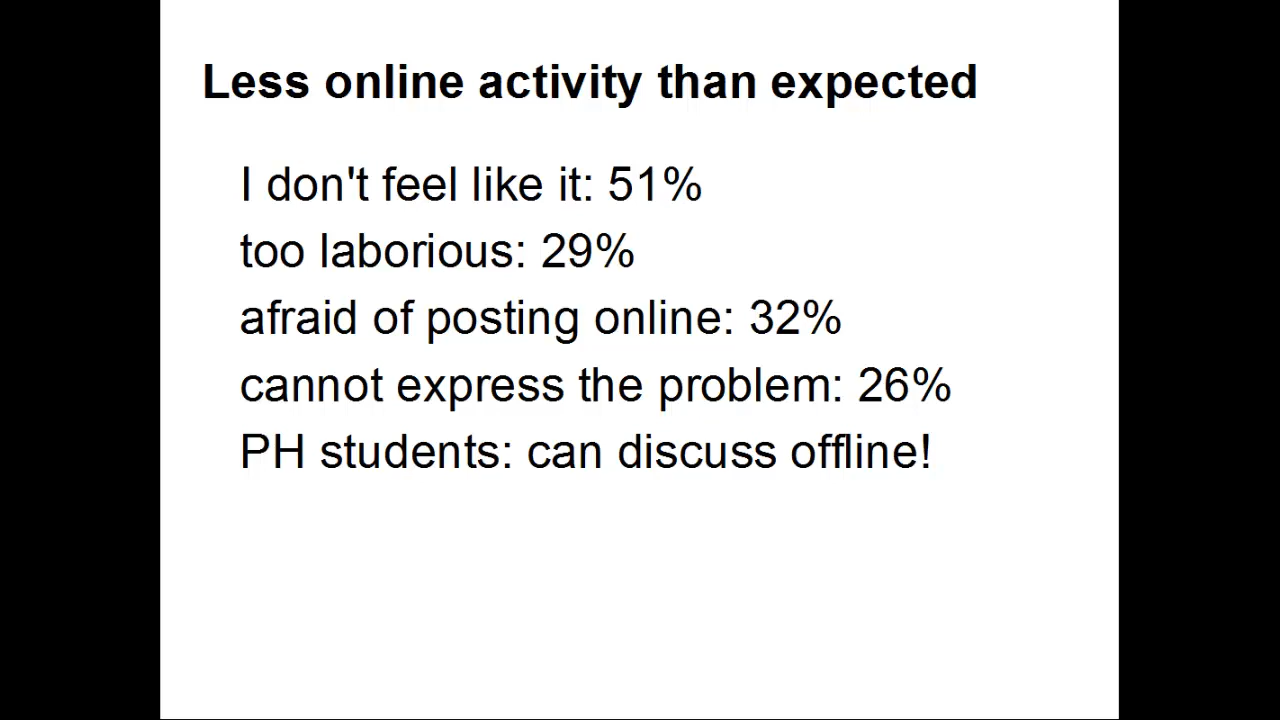 Less online activity than expected
I don't feel like it: 51%
too laborious: 29%
afraid of posting online: 32%
cannot express the problem: 26%
PH students: can discuss offline!